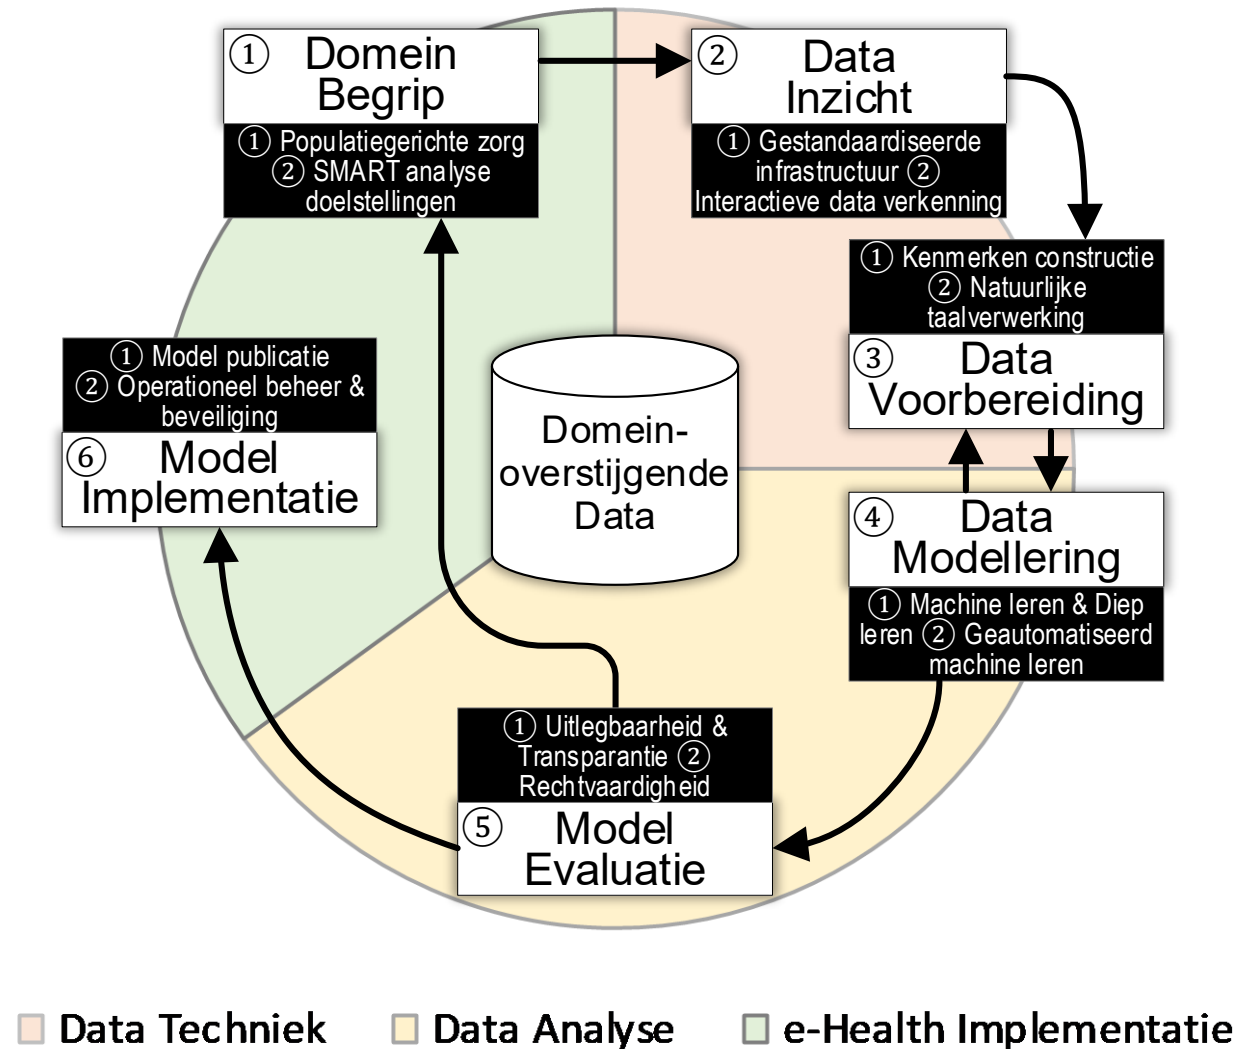 ① Domein
Begrip
① Populatiegerichte zorg
② SMART analyse
doelstellingen
② Data
Inzicht
① Gestandaardiseerde
infrastructuur ②
Interactieve data verkenning
① Kenmerken constructie
② Natuurlijke
taalverwerking
③ Data
Voorbereiding
④ Data
Modellering
① Machine leren & Diep
leren ② Geautomatiseerd
machine leren
① Uitlegbaarheid &
Transparantie ②
Rechtvaardigheid
⑤ Model
Evaluatie
① Model publicatie
② Operationeel beheer &
beveiliging
⑥ Model
Implementatie
Domein-
overstijgende
Data
Data Techniek
Data Analyse
e-Health Implementatie